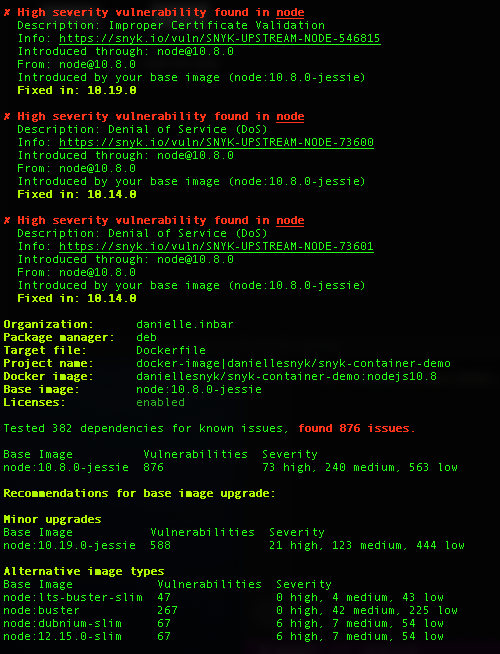 ✗ High severity vulnerability found in node
Description: Improper Certificate Validation
Info: https://snyk.io/vuln/SNYK-UPSTREAM-NODE-546815
Introduced through: node@10.8.0
From: node@10.8.0
Introduced by your base image (node:10.8.0-jessie)
Fixed in: 10.19.0
✗ High severity vulnerability found in node
Description: Denial of Service (DoS)
Info: https://snyk.io/vuln/SNYK-UPSTREAM-NODE-73600
Introduced through: node@10.8.0
From: node@10.8.0
Introduced by your base image (node:10.8.0-jessie)
Fixed in: 10.14.0
✗ High severity vulnerability found in node
Description: Denial of Service (DoS)
Info: https://snyk.io/vuln/SNYK-UPSTREAM-NODE-73601
Introduced through: node@10.8.0
From: node@10.8.0
Introduced by your base image (node:10.8.0-jessie)
Fixed in: 10.14.0
Organization: danielle.inbar
Package manager: deb
Target file: Dockerfile
Project name: docker-image|daniellesnyk/snyk-container-demo
Docker image: daniellesnyk/snyk-container-demo:nodejs10.8
Base image: node:10.8.0-jessie
Licenses: enabled
Tested 382 dependencies for known issues, found 876 issues.
Base Image Vulnerabilities Severity
node:10.8.0-jessie 876 73 high, 240 medium, 563 low
Recommendations for base image upgrade:
Minor upgrades
Base Image Vulnerabilities Severity
node:10.19.0-jessie 588 21 high, 123 medium, 444 low
Alternative image types
Base Image Vulnerabilities Severity
node:lts-buster-slim 47 0 high, 4 medium, 43 low
node:buster 267 0 high, 42 medium, 225 low
node:dubnium-slim 67 6 high, 7 medium, 54 low
node:12.15.0-slim 67 6 high, 7 medium, 54 low